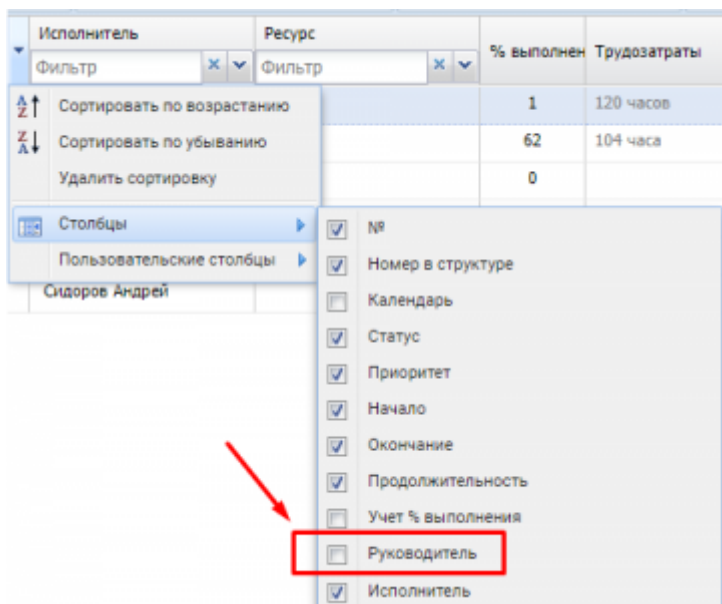 Исполнитель Ресурс % выполнен Трудозатраты
Фильтр Фильтр
Сортировать по возрастанию 1 120 часов
Сортировать по убыванию 62 104 часа
Удалить сортировку 0
Столбцы №
Пользовательские столбцы Номер в структуре
Сидоров Андрей Календарь
Статус
Приоритет
Начало
Окончание
Продолжительность
Учет % выполнения
Руководитель
Исполнитель